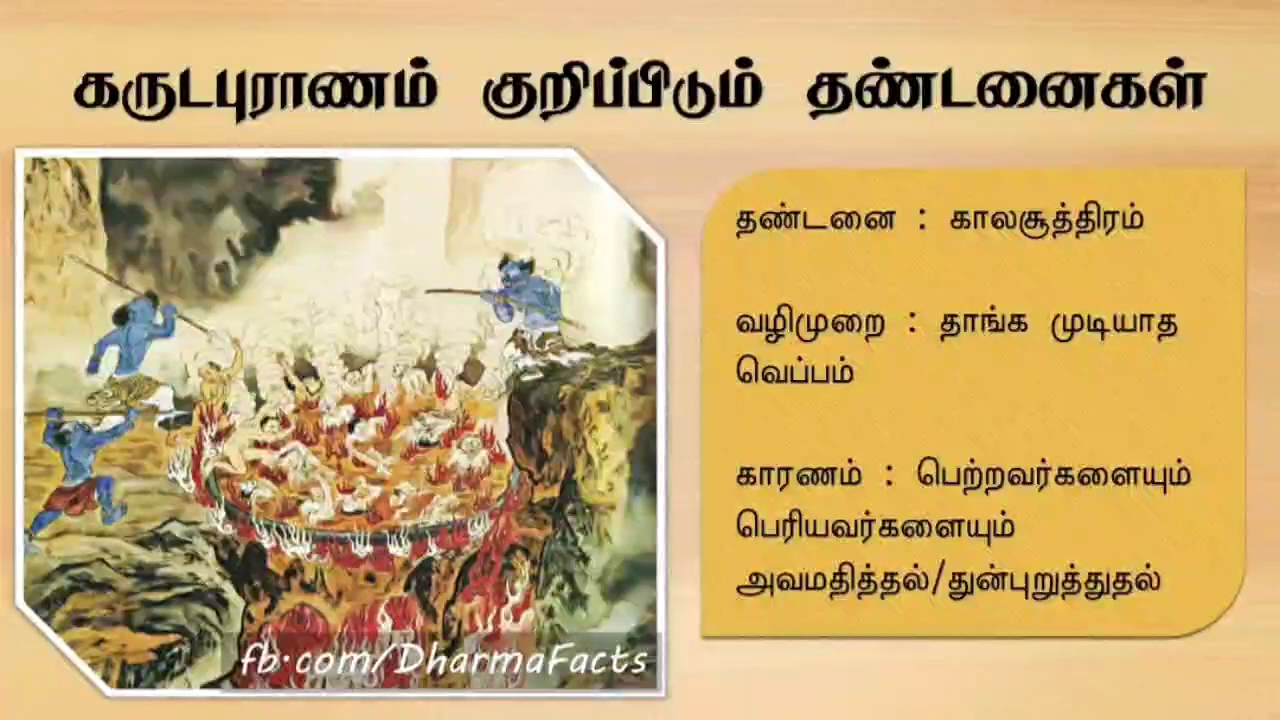 கருடபுராணம் குறிப்பிடும் தண்டனைகள்
தண்டனை : காலசூத்திரம்
வழிமுறை : தாங்க முடியாத
வெப்பம்
காரணம் : பெற்றவர்களையும்
பெரியவர்களையும்
அவமதித்தல்/துன்புறுத்துதல்
fb.com/DharmaFacts